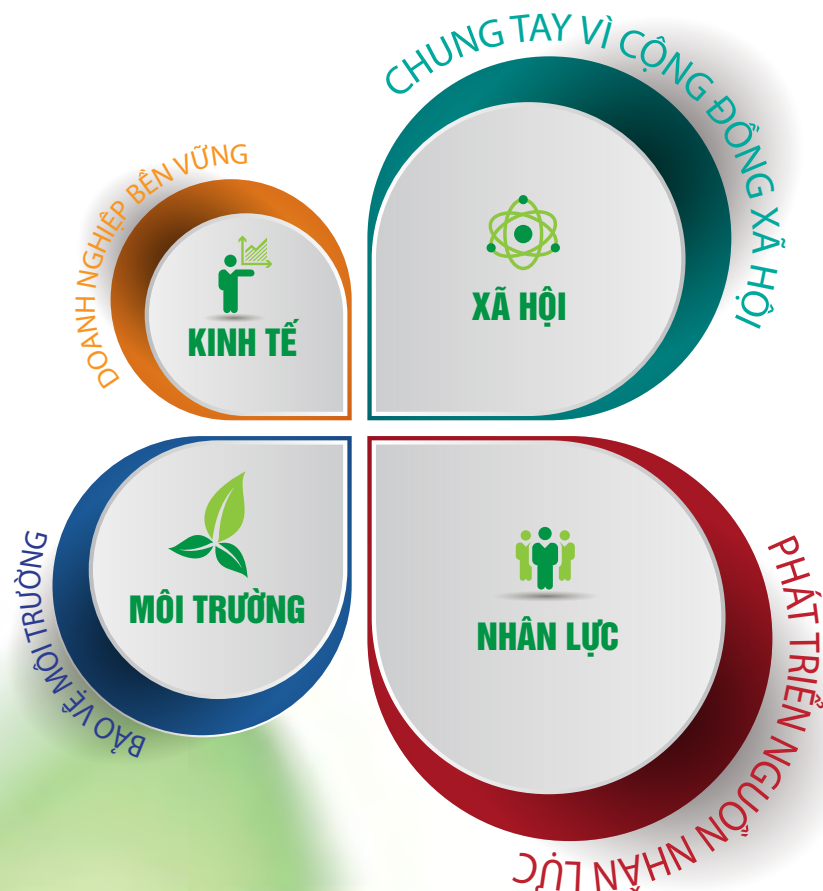 CHUNG TAY VÌ CỘNG ĐỒNG XÃ HỘI
DOANH NGHIỆP BỀN VỮNG
KINH TẾ
XÃ HỘI
MÔI TRƯỜNG
NHÂN LỰC
BẢO VỆ MÔI TRƯỜNG
PHÁT TRIỂN NGUỒN NHÂN LỰC